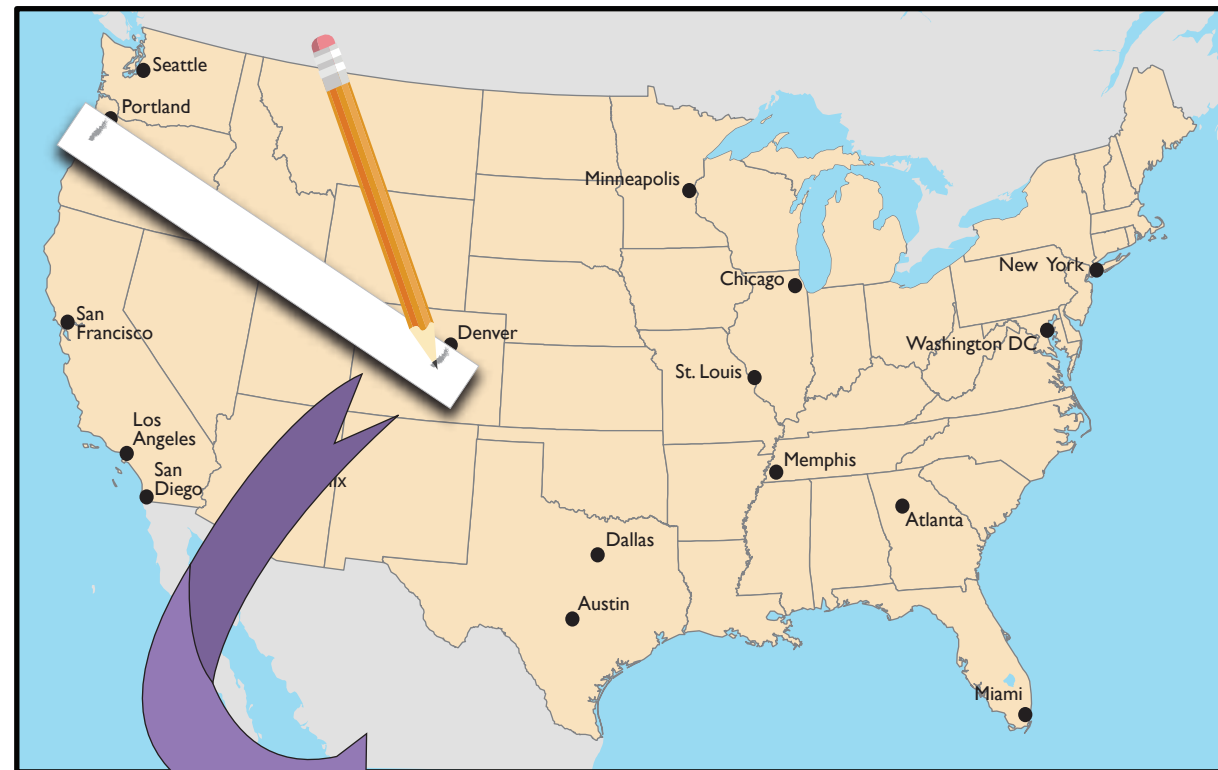 Seattle
Portland
Minneapolis
New York
Chicago
San
Francisco
Denver
Washington DC
St. Louis
Los
Angeles
Memphis
San
Diego
ix
Atlanta
Dallas
Austin
Miami